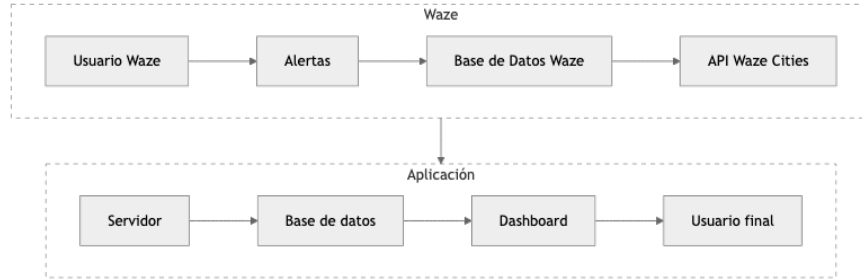 Waze
Usuario Waze
Alertas
Base de Datos Waze
API Waze Cities
Aplicación
Servidor
Base de datos
Dashboard
Usuario final